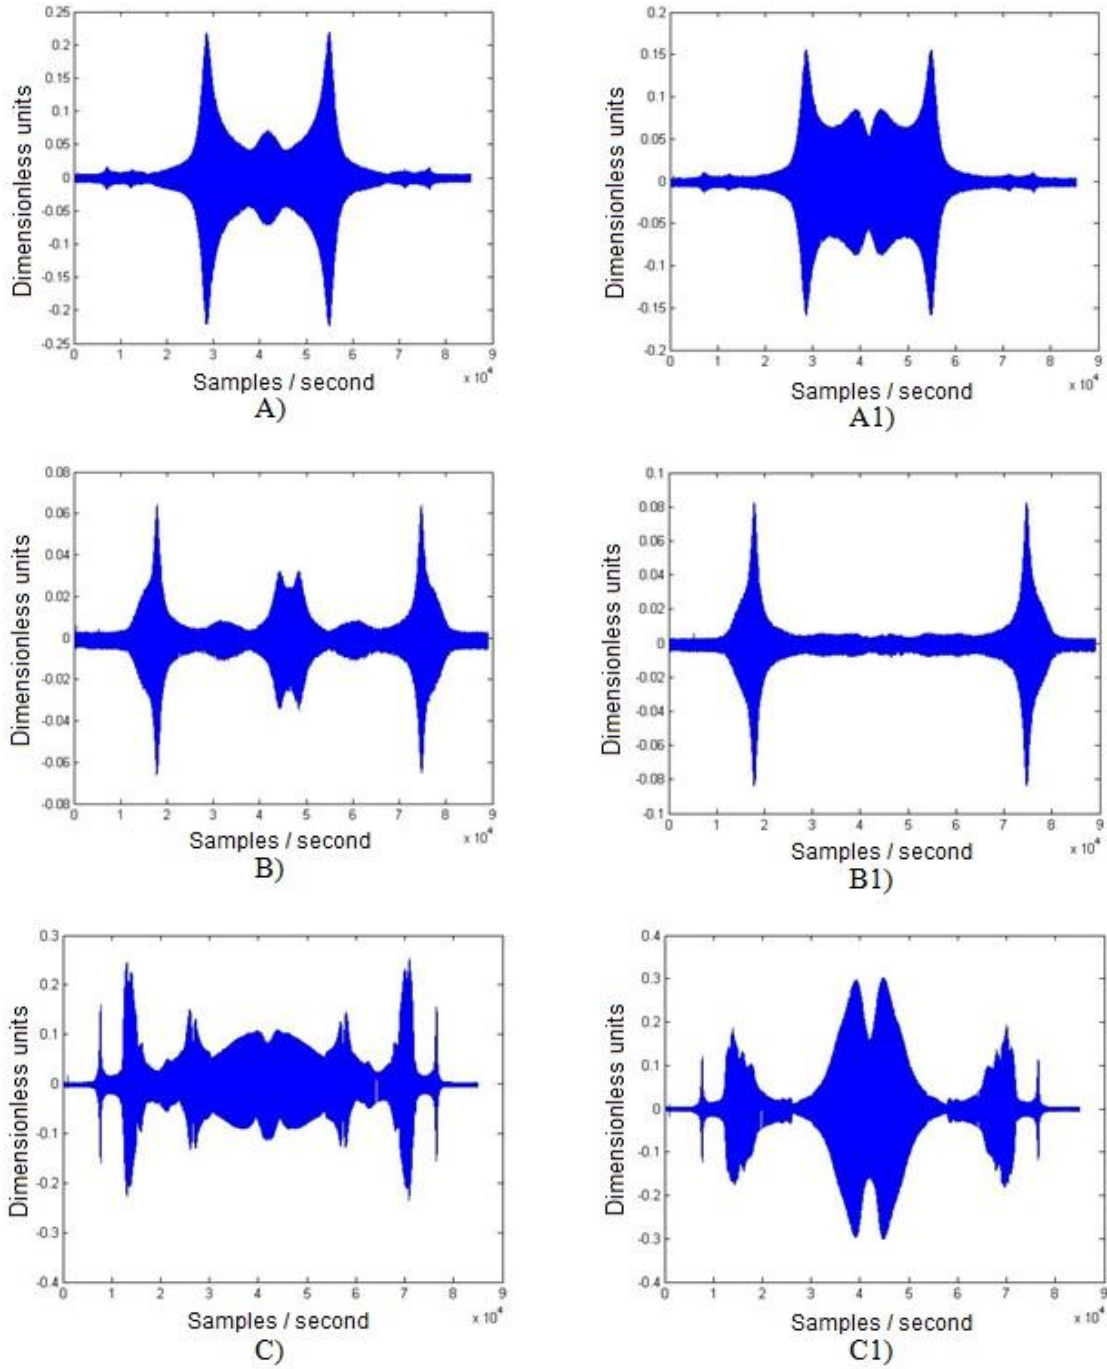 0.25
0.2
0.15
0.1
0.05
0
-0.05
-0.1
-0.15
-0.2
-0.25
Dimensionless units
0 1 2 3 4 5 6 7 8 9
x 10^4
Samples / second
A)
0.2
0.15
0.1
0.05
0
-0.05
-0.1
-0.15
-0.2
Dimensionless units
0 1 2 3 4 5 6 7 8 9
x 10^4
Samples / second
A1)
0.08
0.06
0.04
0.02
0
-0.02
-0.04
-0.06
-0.08
Dimensionless units
0 1 2 3 4 5 6 7 8 9
x 10^4
Samples / second
B)
0.1
0.08
0.06
0.04
0.02
0
-0.02
-0.04
-0.06
-0.08
-0.1
Dimensionless units
0 1 2 3 4 5 6 7 8 9
x 10^4
Samples / second
B1)
0.3
0.2
0.1
0
-0.1
-0.2
-0.3
-0.4
Dimensionless units
0 1 2 3 4 5 6 7 8 9
x 10^4
Samples / second
C)
0.4
0.3
0.2
0.1
0
-0.1
-0.2
-0.3
-0.4
Dimensionless units
0 1 2 3 4 5 6 7 8 9
x 10^4
Samples / second
C1)